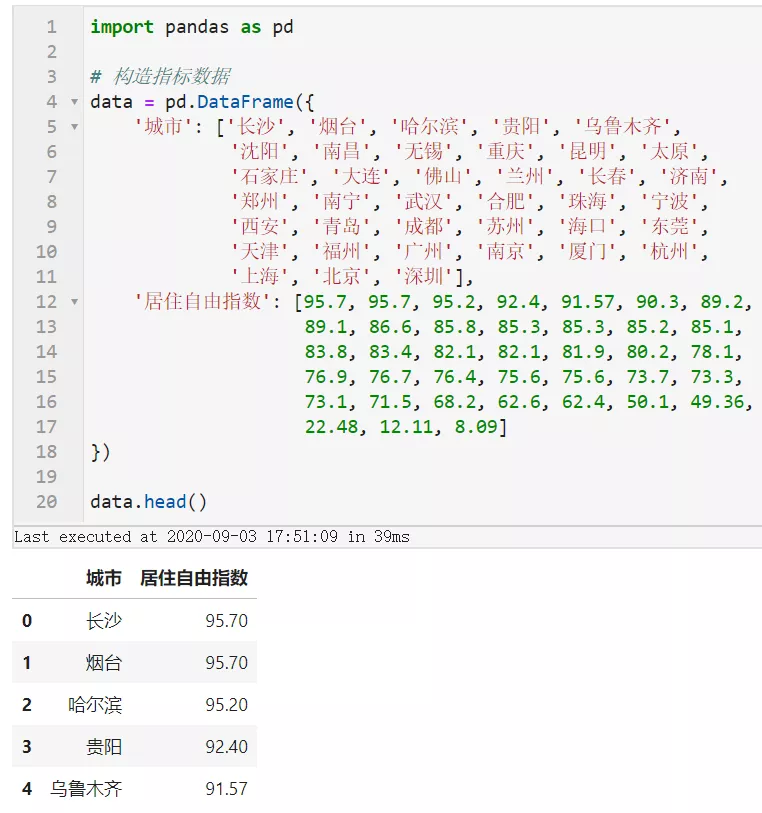 1 import pandas as pd
2
3 # 构造指标数据
4 data = pd.DataFrame({
5 '城市': ['长沙', '烟台', '哈尔滨', '贵阳', '乌鲁木齐',
6 '沈阳', '南昌', '无锡', '重庆', '昆明', '太原',
7 '石家庄', '大连', '佛山', '兰州', '长春', '济南',
8 '郑州', '南宁', '武汉', '合肥', '珠海', '宁波',
9 '西安', '青岛', '成都', '苏州', '海口', '东莞',
10 '天津', '福州', '广州', '南京', '厦门', '杭州',
11 '上海', '北京', '深圳'],
12 '居住自由指数': [95.7, 95.7, 95.2, 92.4, 91.57, 90.3, 89.2,
13 89.1, 86.6, 85.8, 85.3, 85.3, 85.2, 85.1,
14 83.8, 83.4, 82.1, 82.1, 81.9, 80.2, 78.1,
15 76.9, 76.7, 76.4, 75.6, 75.6, 73.7, 73.3,
16 73.1, 71.5, 68.2, 62.6, 62.4, 50.1, 49.36,
17 22.48, 12.11, 8.09]
18 })
19
20 data.head()
Last executed at 2020-09-03 17:51:09 in 39ms
城市 居住自由指数
0 长沙 95.70
1 烟台 95.70
2 哈尔滨 95.20
3 贵阳 92.40
4 乌鲁木齐 91.57